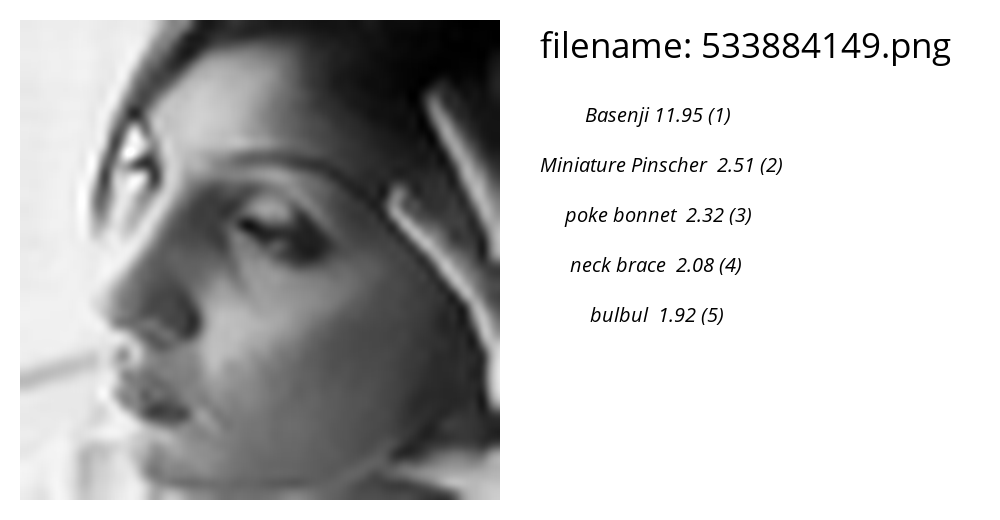 filename: 533884149.png
Basenji 11.95 (1)
Miniature Pinscher 2.51 (2)
poke bonnet 2.32 (3)
neck brace 2.08 (4)
bulbul 1.92 (5)